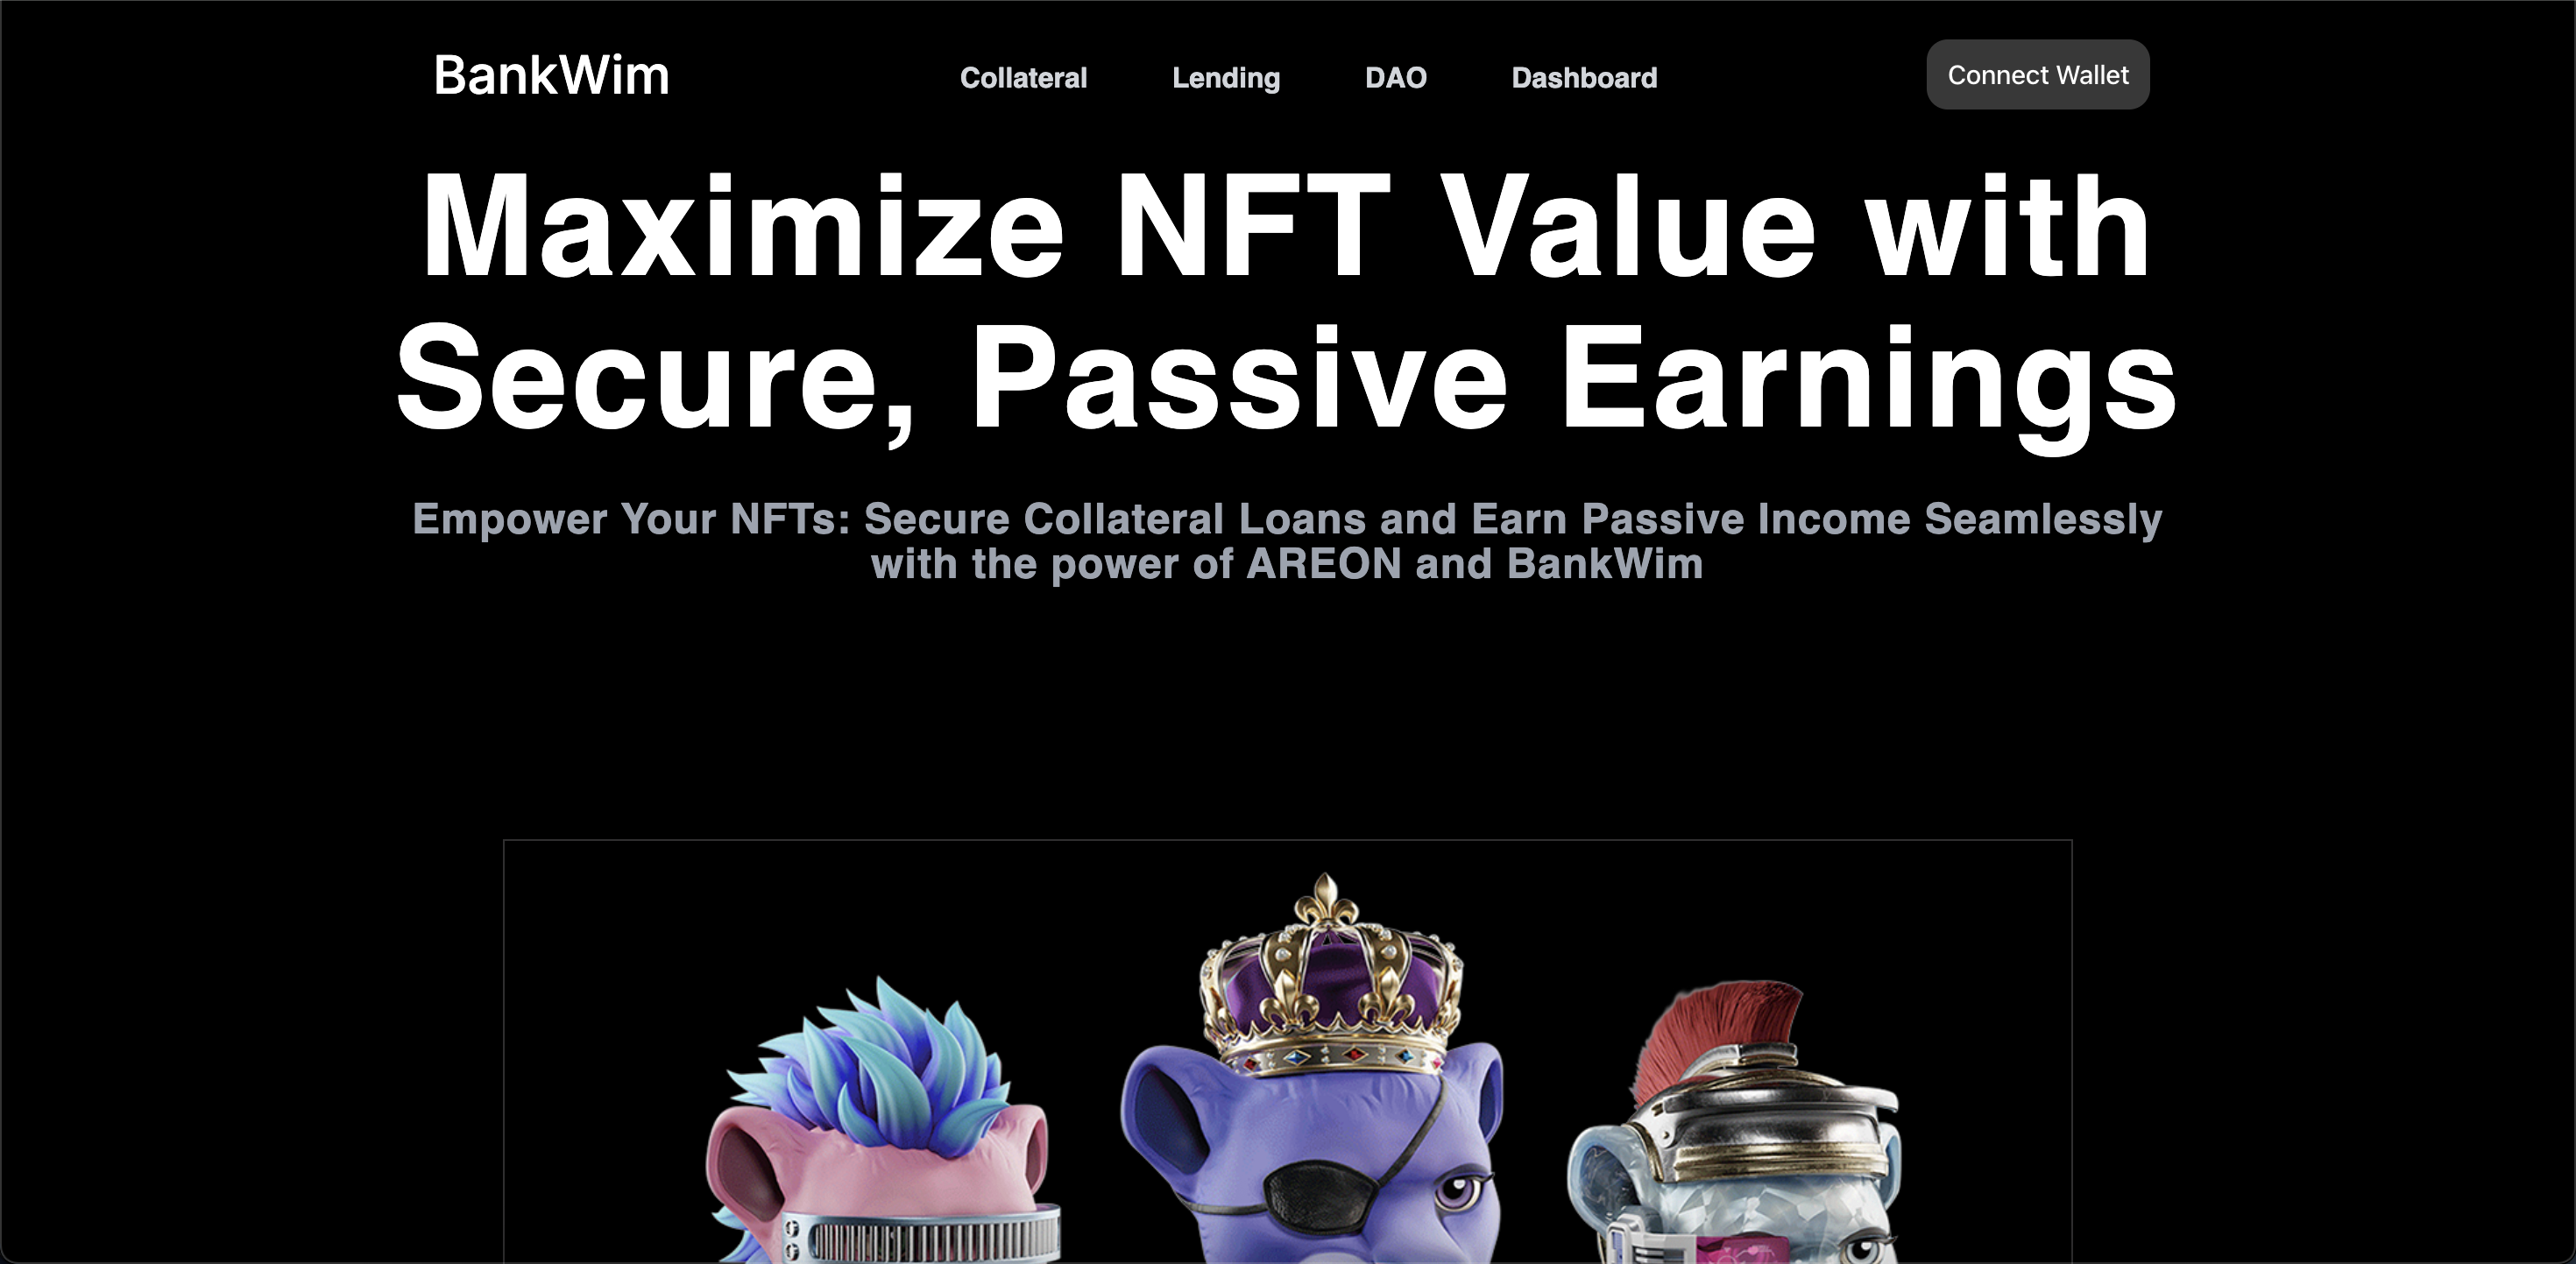 BankWim
Collateral
Lending
DAO
Dashboard
Connect Wallet
Maximize NFT Value with
Secure, Passive Earnings
Empower Your NFTs: Secure Collateral Loans and Earn Passive Income Seamlessly
with the power of AREON and BankWim